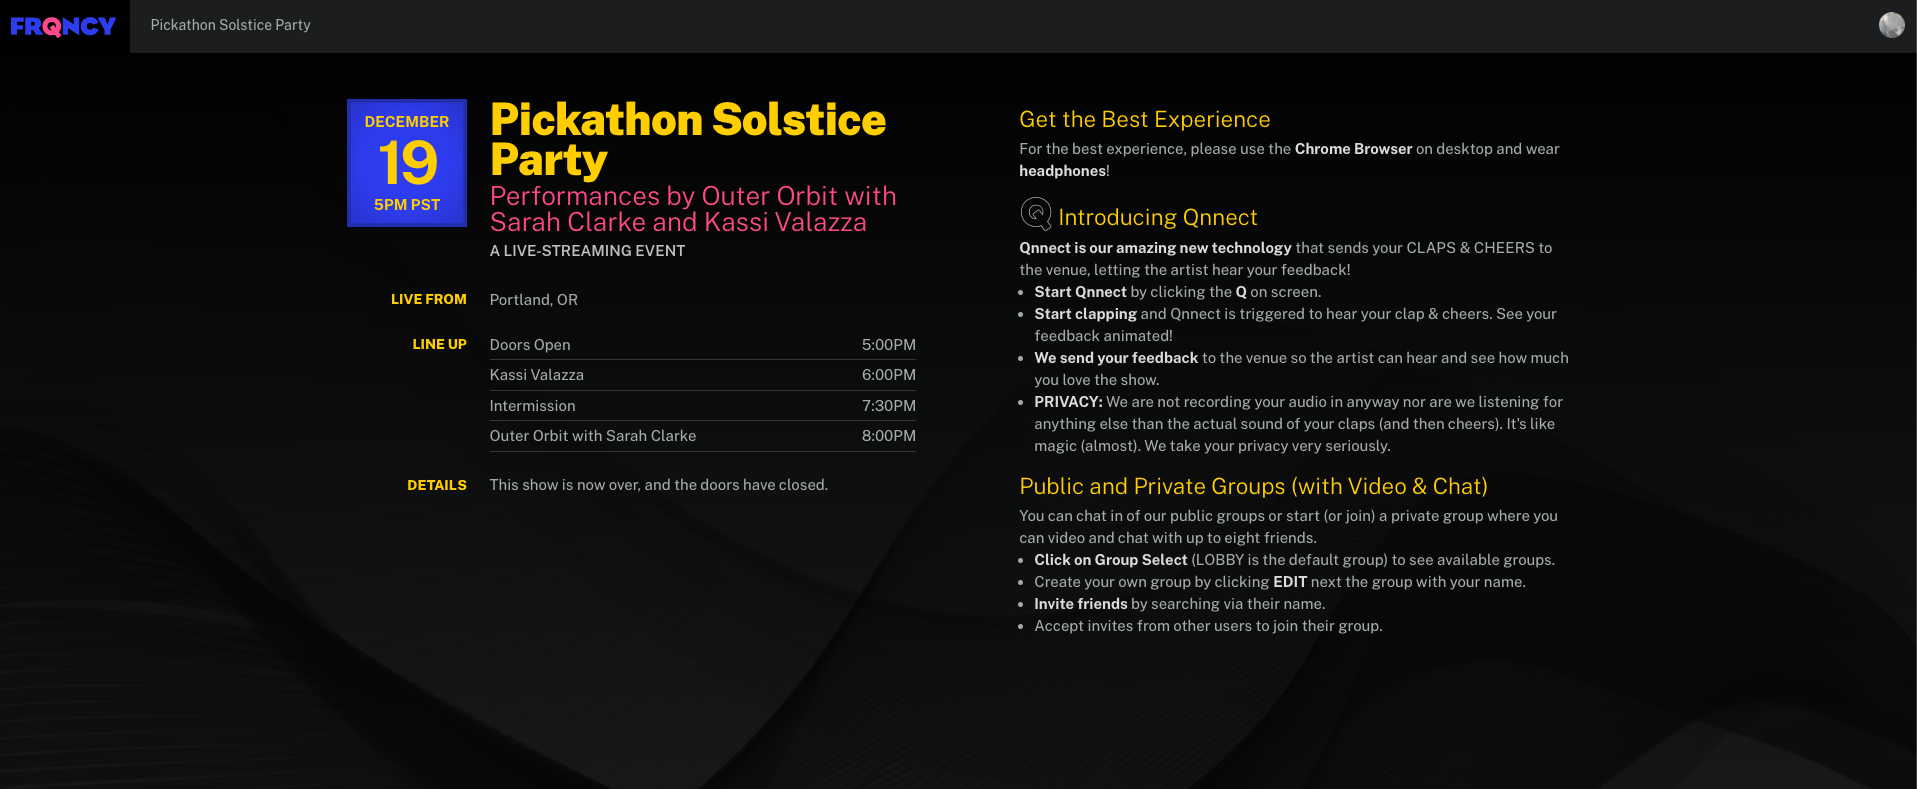 FRQNCY
Pickathon Solstice Party
DECEMBER
19
5PM PST
Pickathon Solstice
Party
Performances by Outer Orbit with
Sarah Clarke and Kassi Valazza
A LIVE-STREAMING EVENT
LIVE FROM
Portland, OR
LINE UP
Doors Open 5:00PM
Kassi Valazza 6:00PM
Intermission 7:30PM
Outer Orbit with Sarah Clarke 8:00PM
DETAILS
This show is now over, and the doors have closed.
Get the Best Experience
For the best experience, please use the Chrome Browser on desktop and wear
headphones!
Q Introducing Qnnect
Qnnect is our amazing new technology that sends your CLAPS & CHEERS to
the venue, letting the artist hear your feedback!
• Start Qnnect by clicking the Q on screen.
• Start clapping and Qnnect is triggered to hear your clap & cheers. See your
feedback animated!
• We send your feedback to the venue so the artist can hear and see how much
you love the show.
• PRIVACY: We are not recording your audio in anyway nor are we listening for
anything else than the actual sound of your claps (and then cheers). It's like
magic (almost). We take your privacy very seriously.
Public and Private Groups (with Video & Chat)
You can chat in of our public groups or start (or join) a private group where you
can video and chat with up to eight friends.
• Click on Group Select (LOBBY is the default group) to see available groups.
• Create your own group by clicking EDIT next the group with your name.
• Invite friends by searching via their name.
• Accept invites from other users to join their group.